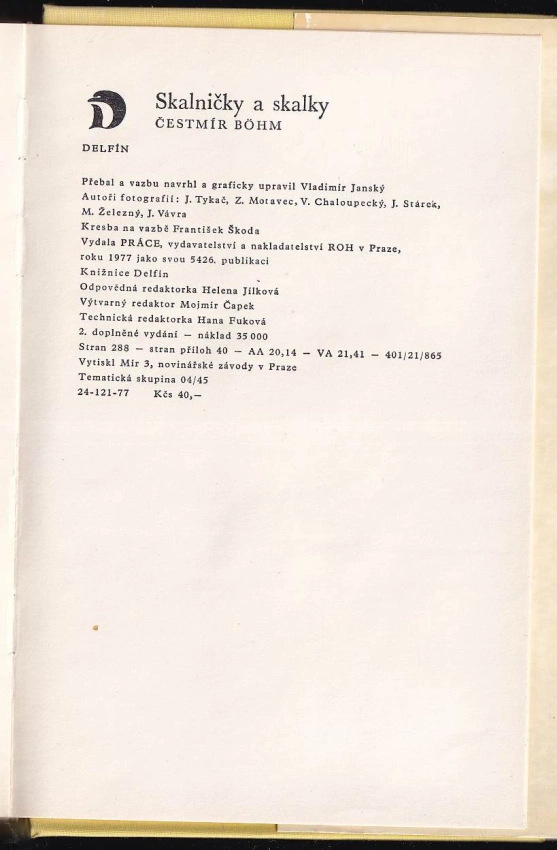 Skalničky a skalky
ČESTMÍR BÖHM
DELFÍN
Přebal a vazbu navrhl a graficky upravil Vladimír Janský
Autoři fotografií: J. Tykač, Z. Moravec, V. Chaloupecký, J. Stárek,
M. Železný, J. Vávra
Kresba na vazbě František Škoda
Vydala PRÁCE, vydavatelství a nakladatelství ROH v Praze,
roku 1977 jako svou 5426. publikaci
Knižnice Delfín
Odpovědná redaktorka Helena Jílková
Výtvarný redaktor Mojmír Čapek
Technická redaktorka Hana Fuková
2. doplněné vydání — náklad 35 000
Stran 288 — stran příloh 40 — AA 20,14 — VA 21,41 — 401/21/865
Vytiskl Mír 3, novinářské závody v Praze
Tematická skupina 04/45
24-121-77 Kčs 40,—